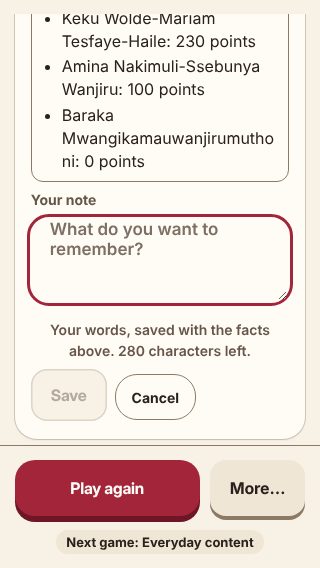 • Keku Wolde-Mariam
Tesfaye-Haile: 230 points
• Amina Nakimuli-Ssebunya
Wanjiru: 100 points
• Baraka
Mwangikamauwanjirumutho
ni: 0 points
Your note
What do you want to
remember?
Your words, saved with the facts
above. 280 characters left.
Save
Cancel
Play again
More...
Next game: Everyday content